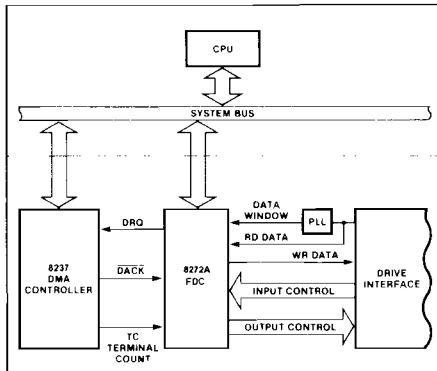 CPU
SYSTEM BUS
DATA
WINDOW
PLL
DRQ
RD DATA
WR DATA
8237
DMA
CONTROLLER
DACK
8272A
FDC
DRIVE
INTERFACE
INPUT CONTROL
OUTPUT CONTROL
TC
TERMINAL
COUNT